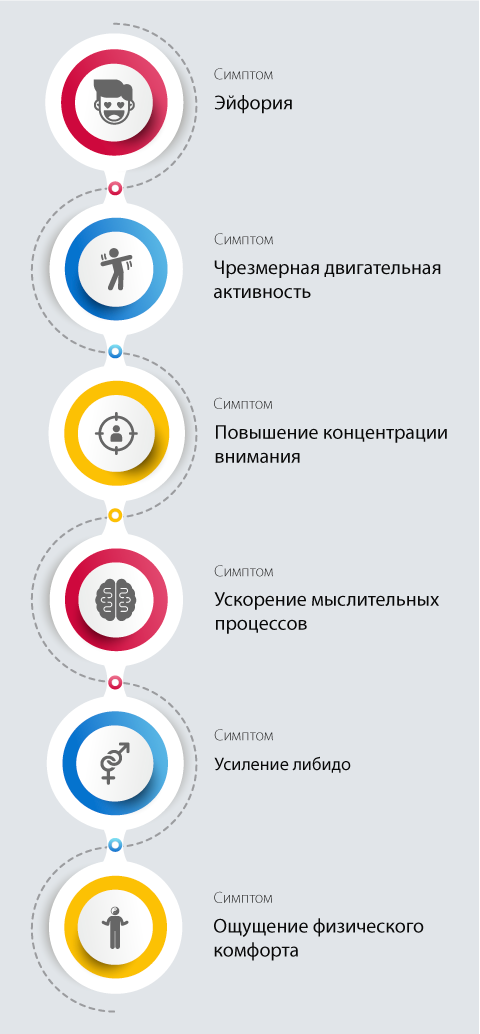 Симптом
Эйфория
Симптом
Чрезмерная двигательная
активность
Симптом
Повышение концентрации
внимания
Симптом
Ускорение мыслительных
процессов
Симптом
Усиление либидо
Симптом
Ощущение физического
комфорта